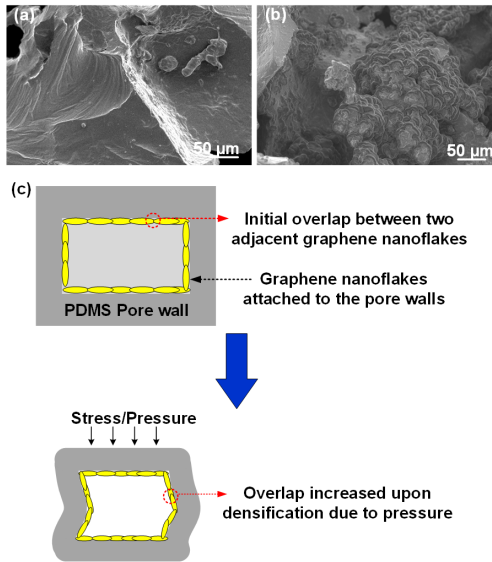 (a)
50 μm
(b)
50 μm
(c)
Initial overlap between two
adjacent graphene nanoflakes
Graphene nanoflakes
attached to the pore walls
PDMS Pore wall
Stress/Pressure
Overlap increased upon
densification due to pressure